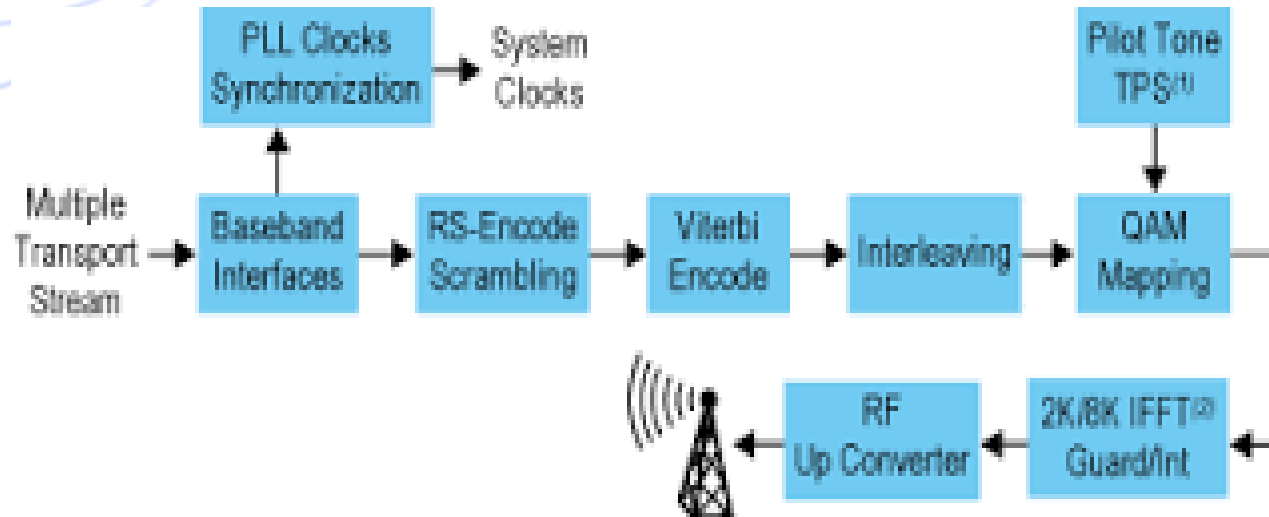 PLL Clocks
Synchronization
System
Clocks
Pilot Tone
TPS(1)
Multiple
Transport
Stream
Baseband
Interfaces
RS-Encode
Scrambling
Viterbi
Encode
Interleaving
QAM
Mapping
RF
Up Converter
2K/8K IFFT(2)
Guard/Int